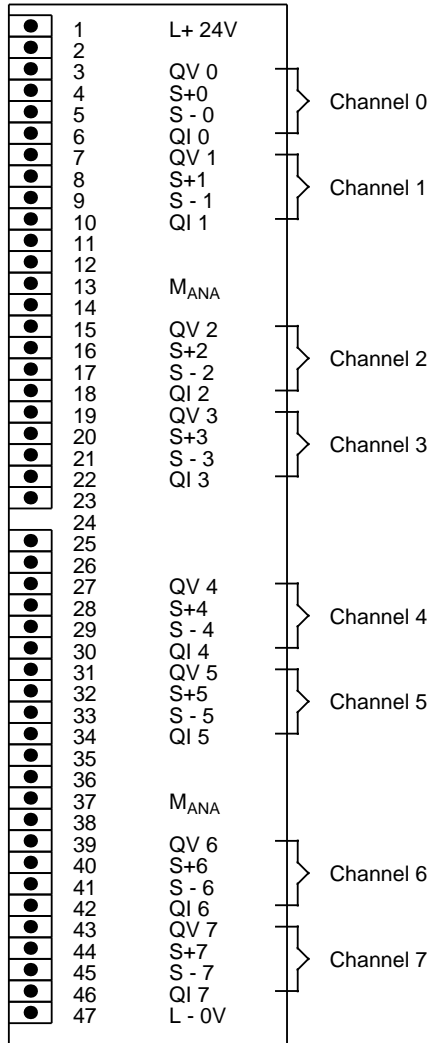 1 L+ 24V
2
3 QV 0
4 S+0 Channel 0
5 S - 0
6 QI 0
7 QV 1
8 S+1 Channel 1
9 S - 1
10 QI 1
11
12
13 MANA
14
15 QV 2
16 S+2 Channel 2
17 S - 2
18 QI 2
19 QV 3
20 S+3 Channel 3
21 S - 3
22 QI 3
23
24
25
26
27 QV 4
28 S+4 Channel 4
29 S - 4
30 QI 4
31 QV 5
32 S+5 Channel 5
33 S - 5
34 QI 5
35
36
37 MANA
38
39 QV 6
40 S+6 Channel 6
41 S - 6
42 QI 6
43 QV 7
44 S+7 Channel 7
45 S - 7
46 QI 7
47 L - 0V